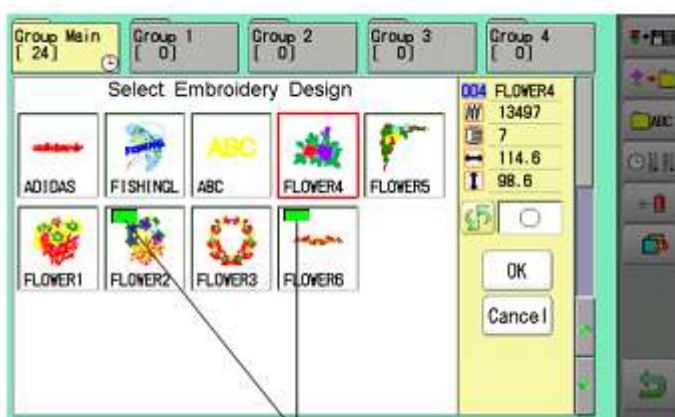 Group Main
[ 24]
Group 1
[ 0]
Group 2
[ 0]
Group 3
[ 0]
Group 4
[ 0]
Select Embroidery Design
004 FLOWER4
13497
7
114.6
98.6
ADIDAS
FISHINGL
ABC
FLOWER4
FLOWER5
FLOWER1
FLOWER2
FLOWER3
FLOWER6
OK
Cancel
ABC
FISHING
ABC